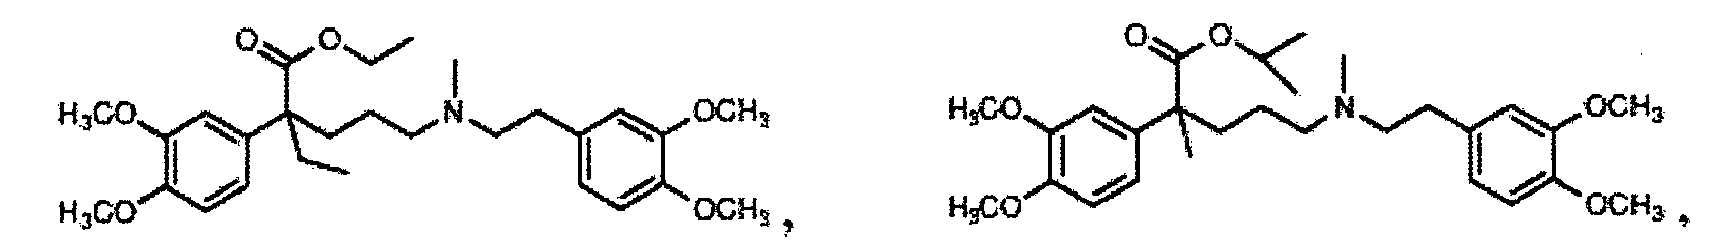 O O O O
H₃CO N OCH₃ H₃CO N OCH₃
H₃CO OCH₃ , H₃CO OCH₃ ,